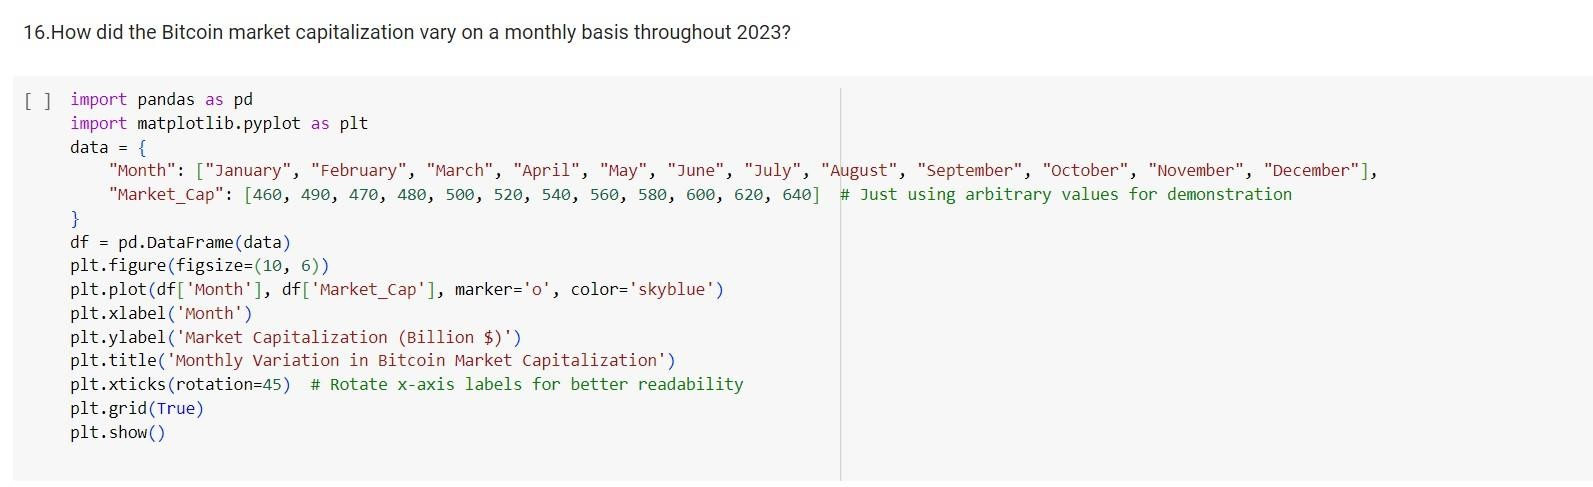 16.How did the Bitcoin market capitalization vary on a monthly basis throughout 2023?
[ ] import pandas as pd
import matplotlib.pyplot as plt
data = {
    "Month": ["January", "February", "March", "April", "May", "June", "July", "August", "September", "October", "November", "December"],
    "Market_Cap": [460, 490, 470, 480, 500, 520, 540, 560, 580, 600, 620, 640]  # Just using arbitrary values for demonstration
}
df = pd.DataFrame(data)
plt.figure(figsize=(10, 6))
plt.plot(df['Month'], df['Market_Cap'], marker='o', color='skyblue')
plt.xlabel('Month')
plt.ylabel('Market Capitalization (Billion $)')
plt.title('Monthly Variation in Bitcoin Market Capitalization')
plt.xticks(rotation=45)  # Rotate x-axis labels for better readability
plt.grid(True)
plt.show()